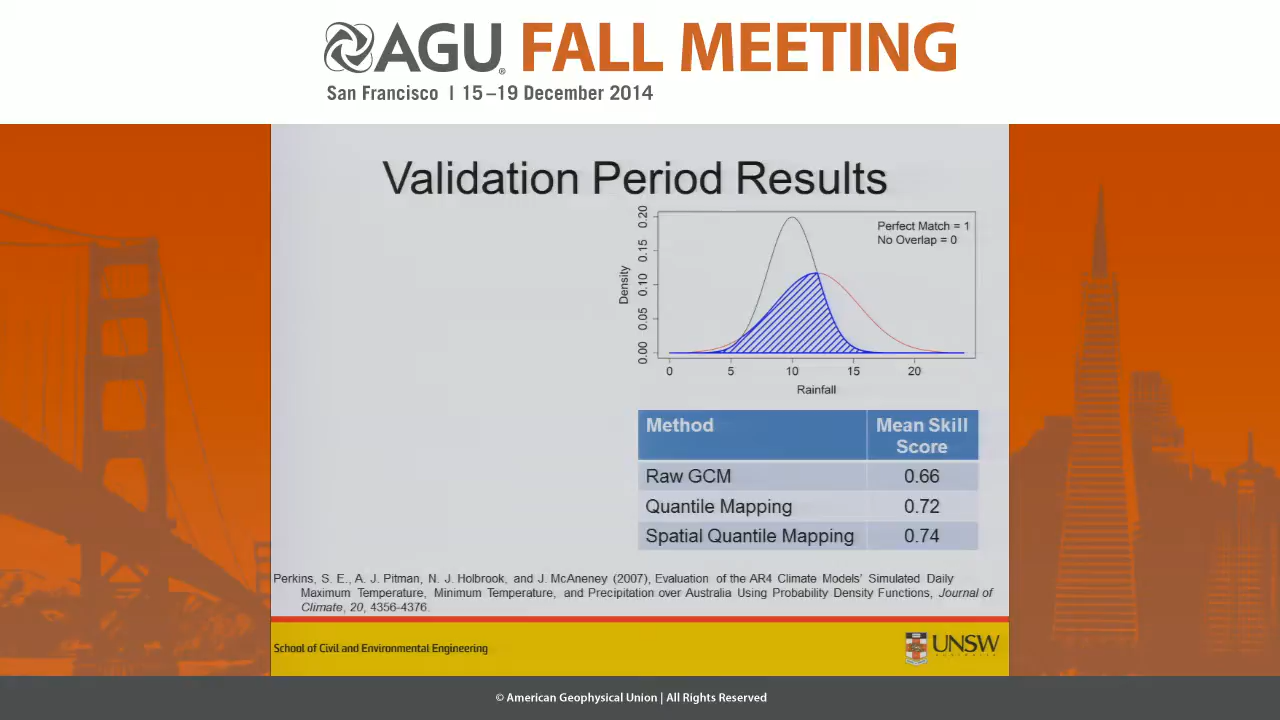 AGU FALL MEETING
San Francisco | 15–19 December 2014
Validation Period Results
Perfect Match = 1
No Overlap = 0
Density
0.00 0.05 0.10 0.15 0.20
0 5 10 15 20
Rainfall
Method Mean Skill Score
Raw GCM 0.66
Quantile Mapping 0.72
Spatial Quantile Mapping 0.74
Perkins, S. E., A. J. Pitman, N. J. Holbrook, and J. McAneney (2007), Evaluation of the AR4 Climate Models' Simulated Daily
Maximum Temperature, Minimum Temperature, and Precipitation over Australia Using Probability Density Functions, Journal of
Climate, 20, 4356-4376.
School of Civil and Environmental Engineering
UNSW
© American Geophysical Union | All Rights Reserved